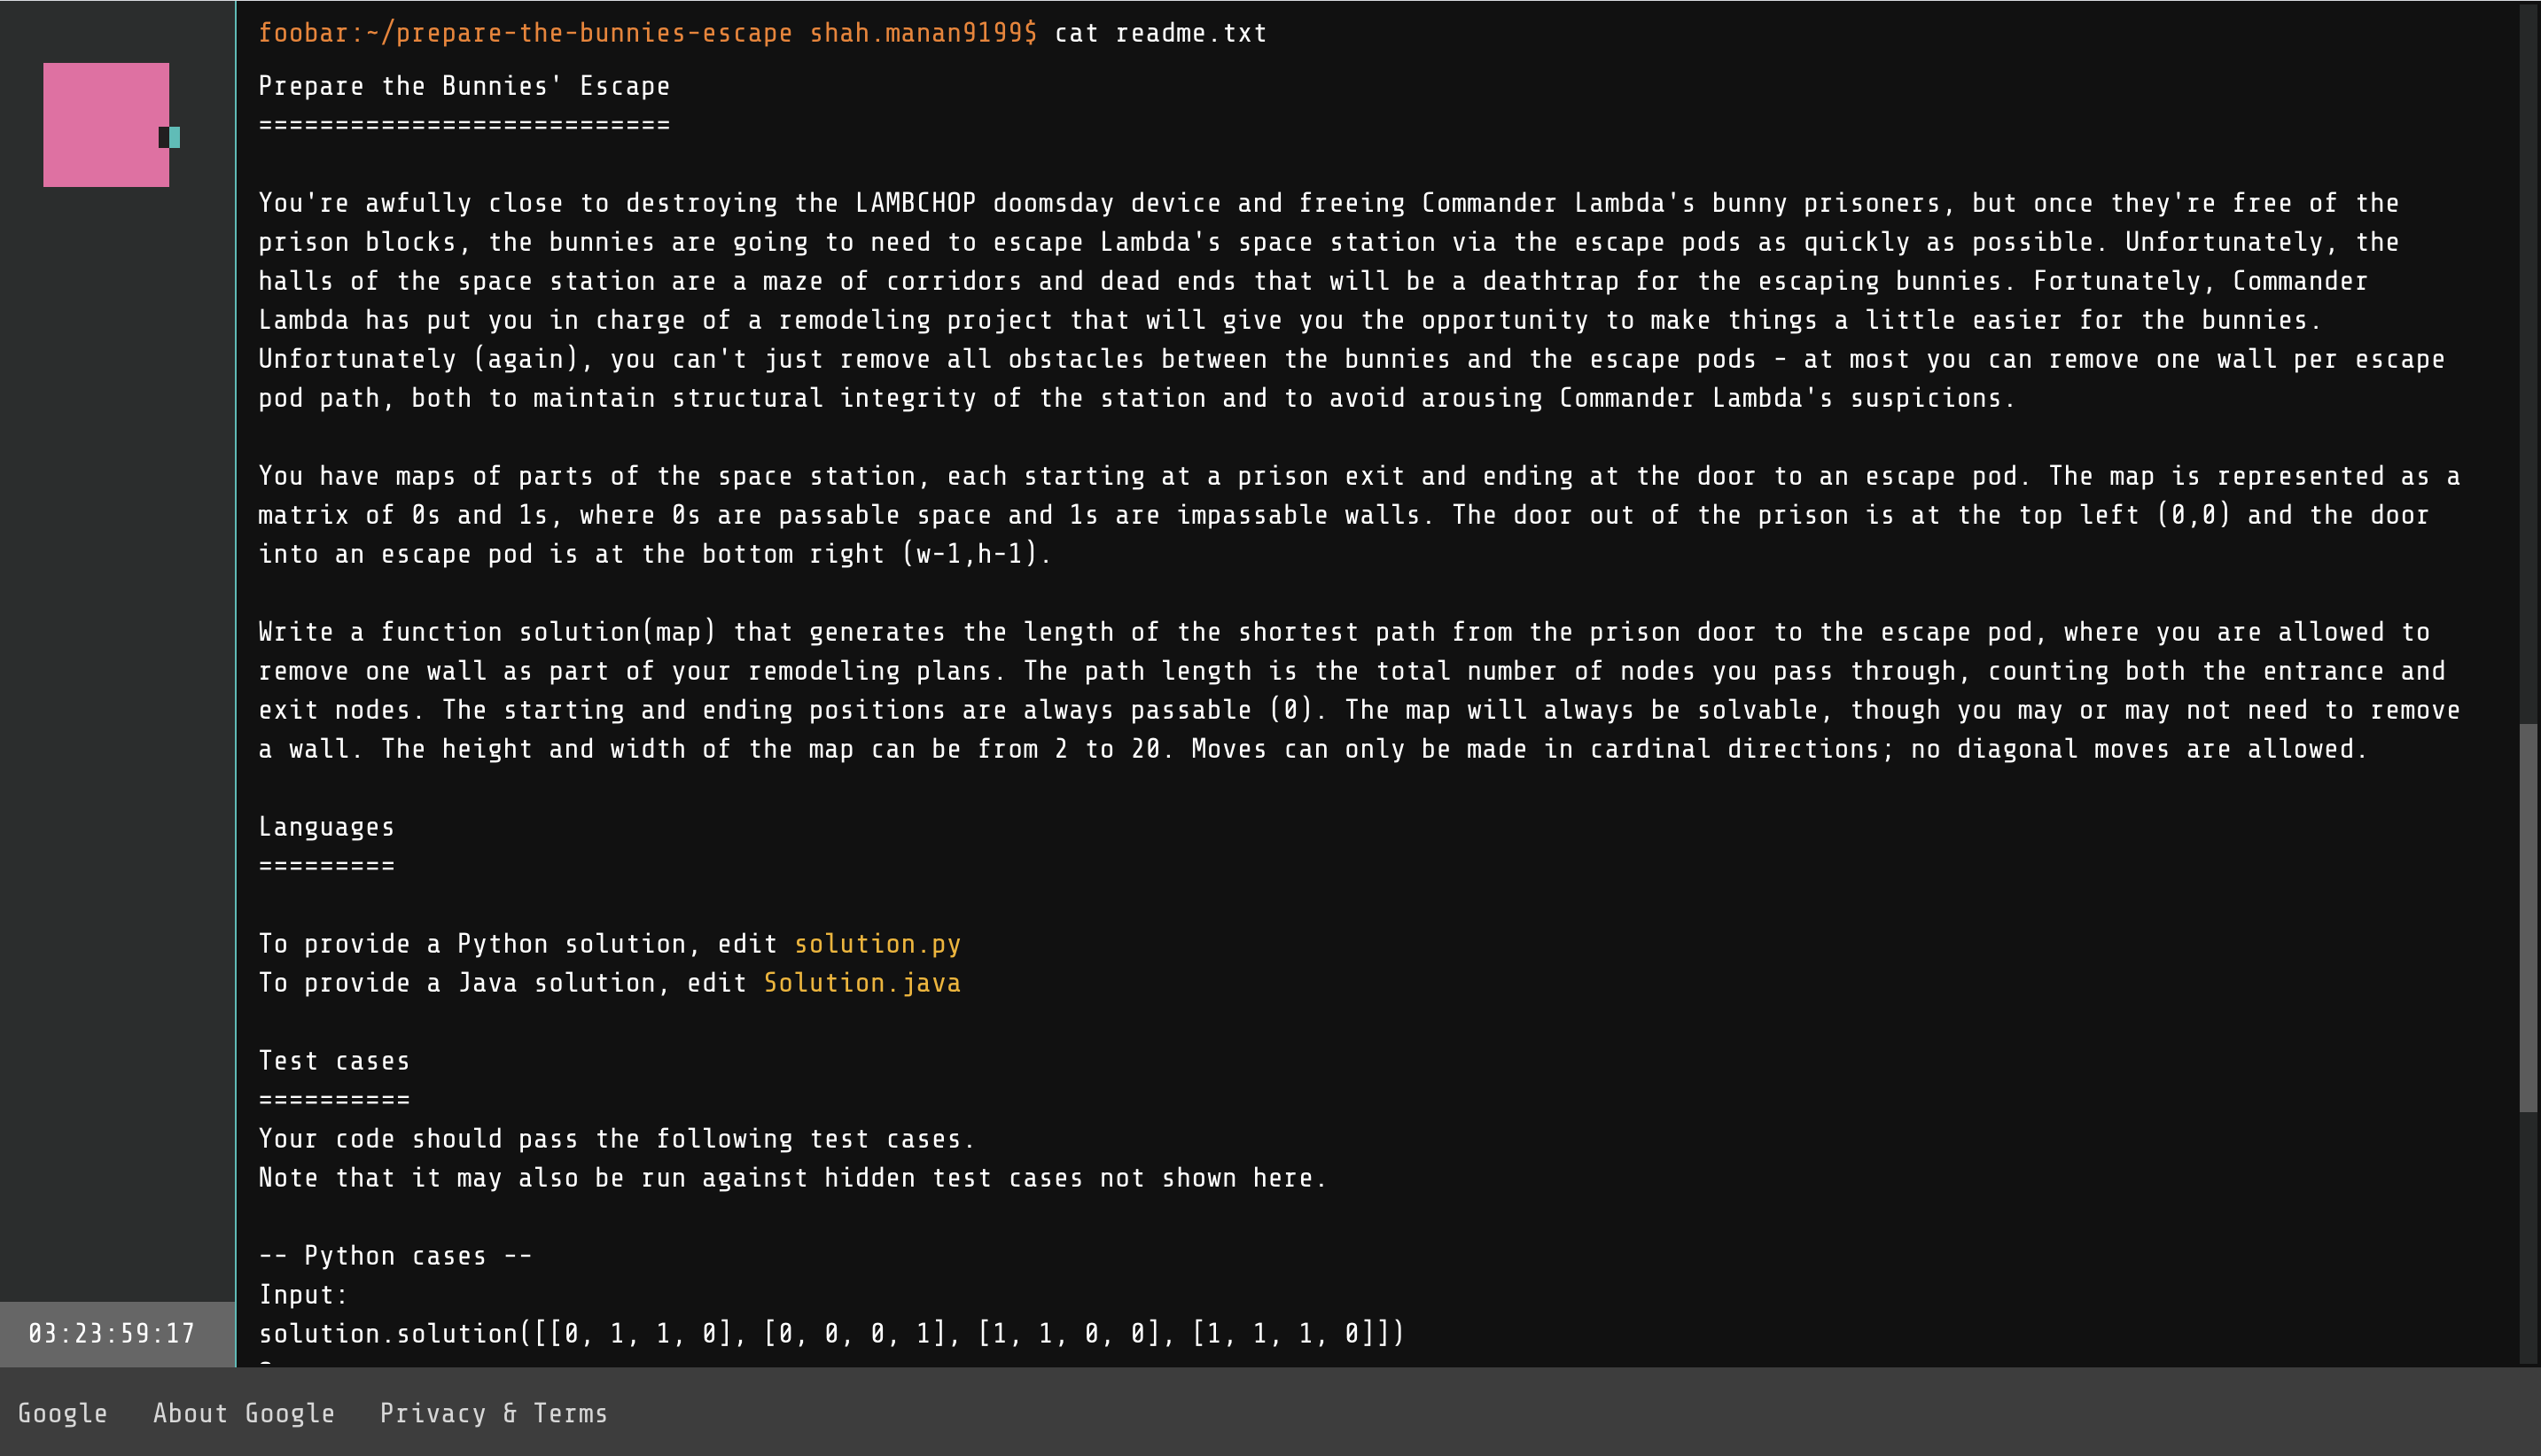 foobar:~/prepare-the-bunnies-escape shah.manan9199$ cat readme.txt
Prepare the Bunnies' Escape
===========================
You're awfully close to destroying the LAMBCHOP doomsday device and freeing Commander Lambda's bunny prisoners, but once they're free of the
prison blocks, the bunnies are going to need to escape Lambda's space station via the escape pods as quickly as possible. Unfortunately, the
halls of the space station are a maze of corridors and dead ends that will be a deathtrap for the escaping bunnies. Fortunately, Commander
Lambda has put you in charge of a remodeling project that will give you the opportunity to make things a little easier for the bunnies.
Unfortunately (again), you can't just remove all obstacles between the bunnies and the escape pods - at most you can remove one wall per escape
pod path, both to maintain structural integrity of the station and to avoid arousing Commander Lambda's suspicions.
You have maps of parts of the space station, each starting at a prison exit and ending at the door to an escape pod. The map is represented as a
matrix of 0s and 1s, where 0s are passable space and 1s are impassable walls. The door out of the prison is at the top left (0,0) and the door
into an escape pod is at the bottom right (w-1,h-1).
Write a function solution(map) that generates the length of the shortest path from the prison door to the escape pod, where you are allowed to
remove one wall as part of your remodeling plans. The path length is the total number of nodes you pass through, counting both the entrance and
exit nodes. The starting and ending positions are always passable (0). The map will always be solvable, though you may or may not need to remove
a wall. The height and width of the map can be from 2 to 20. Moves can only be made in cardinal directions; no diagonal moves are allowed.
Languages
=========
To provide a Python solution, edit solution.py
To provide a Java solution, edit Solution.java
Test cases
==========
Your code should pass the following test cases.
Note that it may also be run against hidden test cases not shown here.
-- Python cases --
Input:
solution.solution([[0, 1, 1, 0], [0, 0, 0, 1], [1, 1, 0, 0], [1, 1, 1, 0]])
03:23:59:17
Google About Google Privacy & Terms